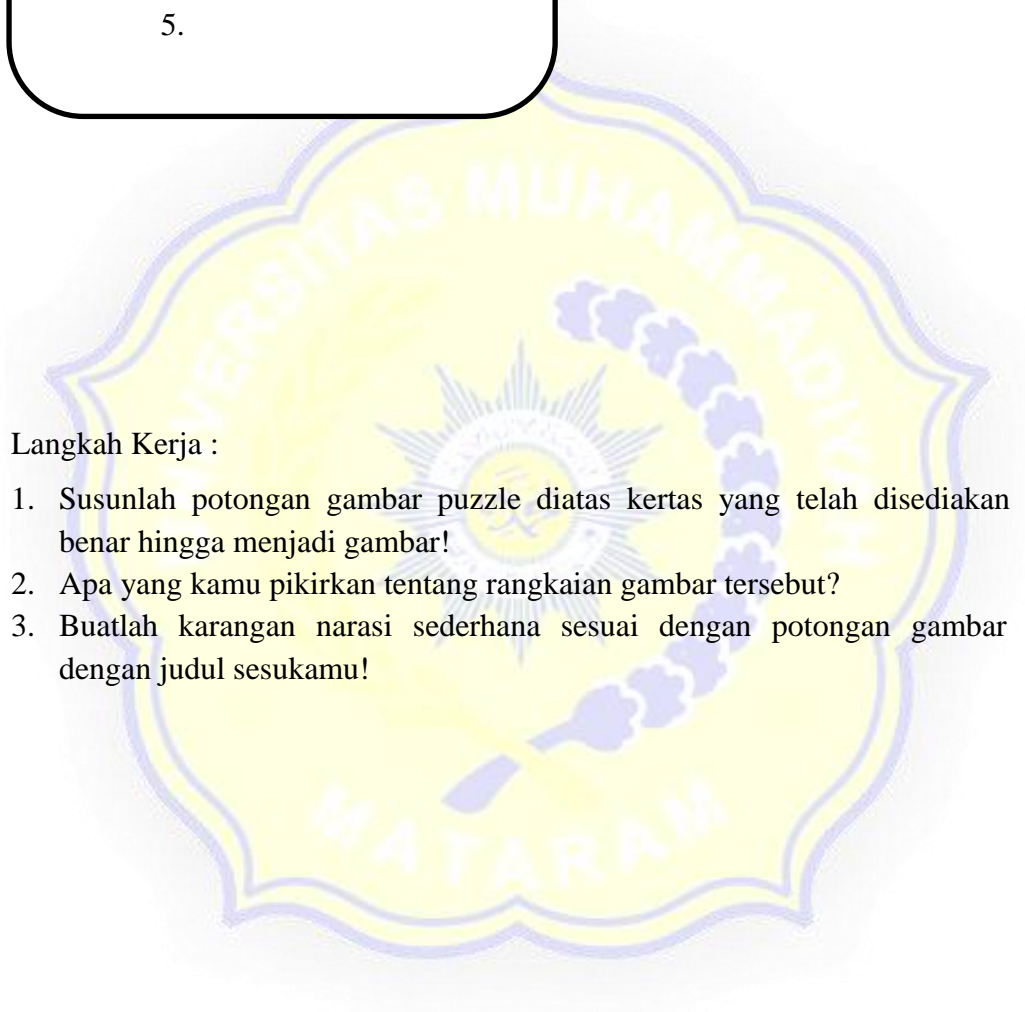 5.
UNIVERSITAS MUHAMMADIYAH
Langkah Kerja :
1. Susunlah potongan gambar puzzle diatas kertas yang telah disediakan
benar hingga menjadi gambar!
2. Apa yang kamu pikirkan tentang rangkaian gambar tersebut?
3. Buatlah karangan narasi sederhana sesuai dengan potongan gambar
dengan judul sesukamu!
MATARAM